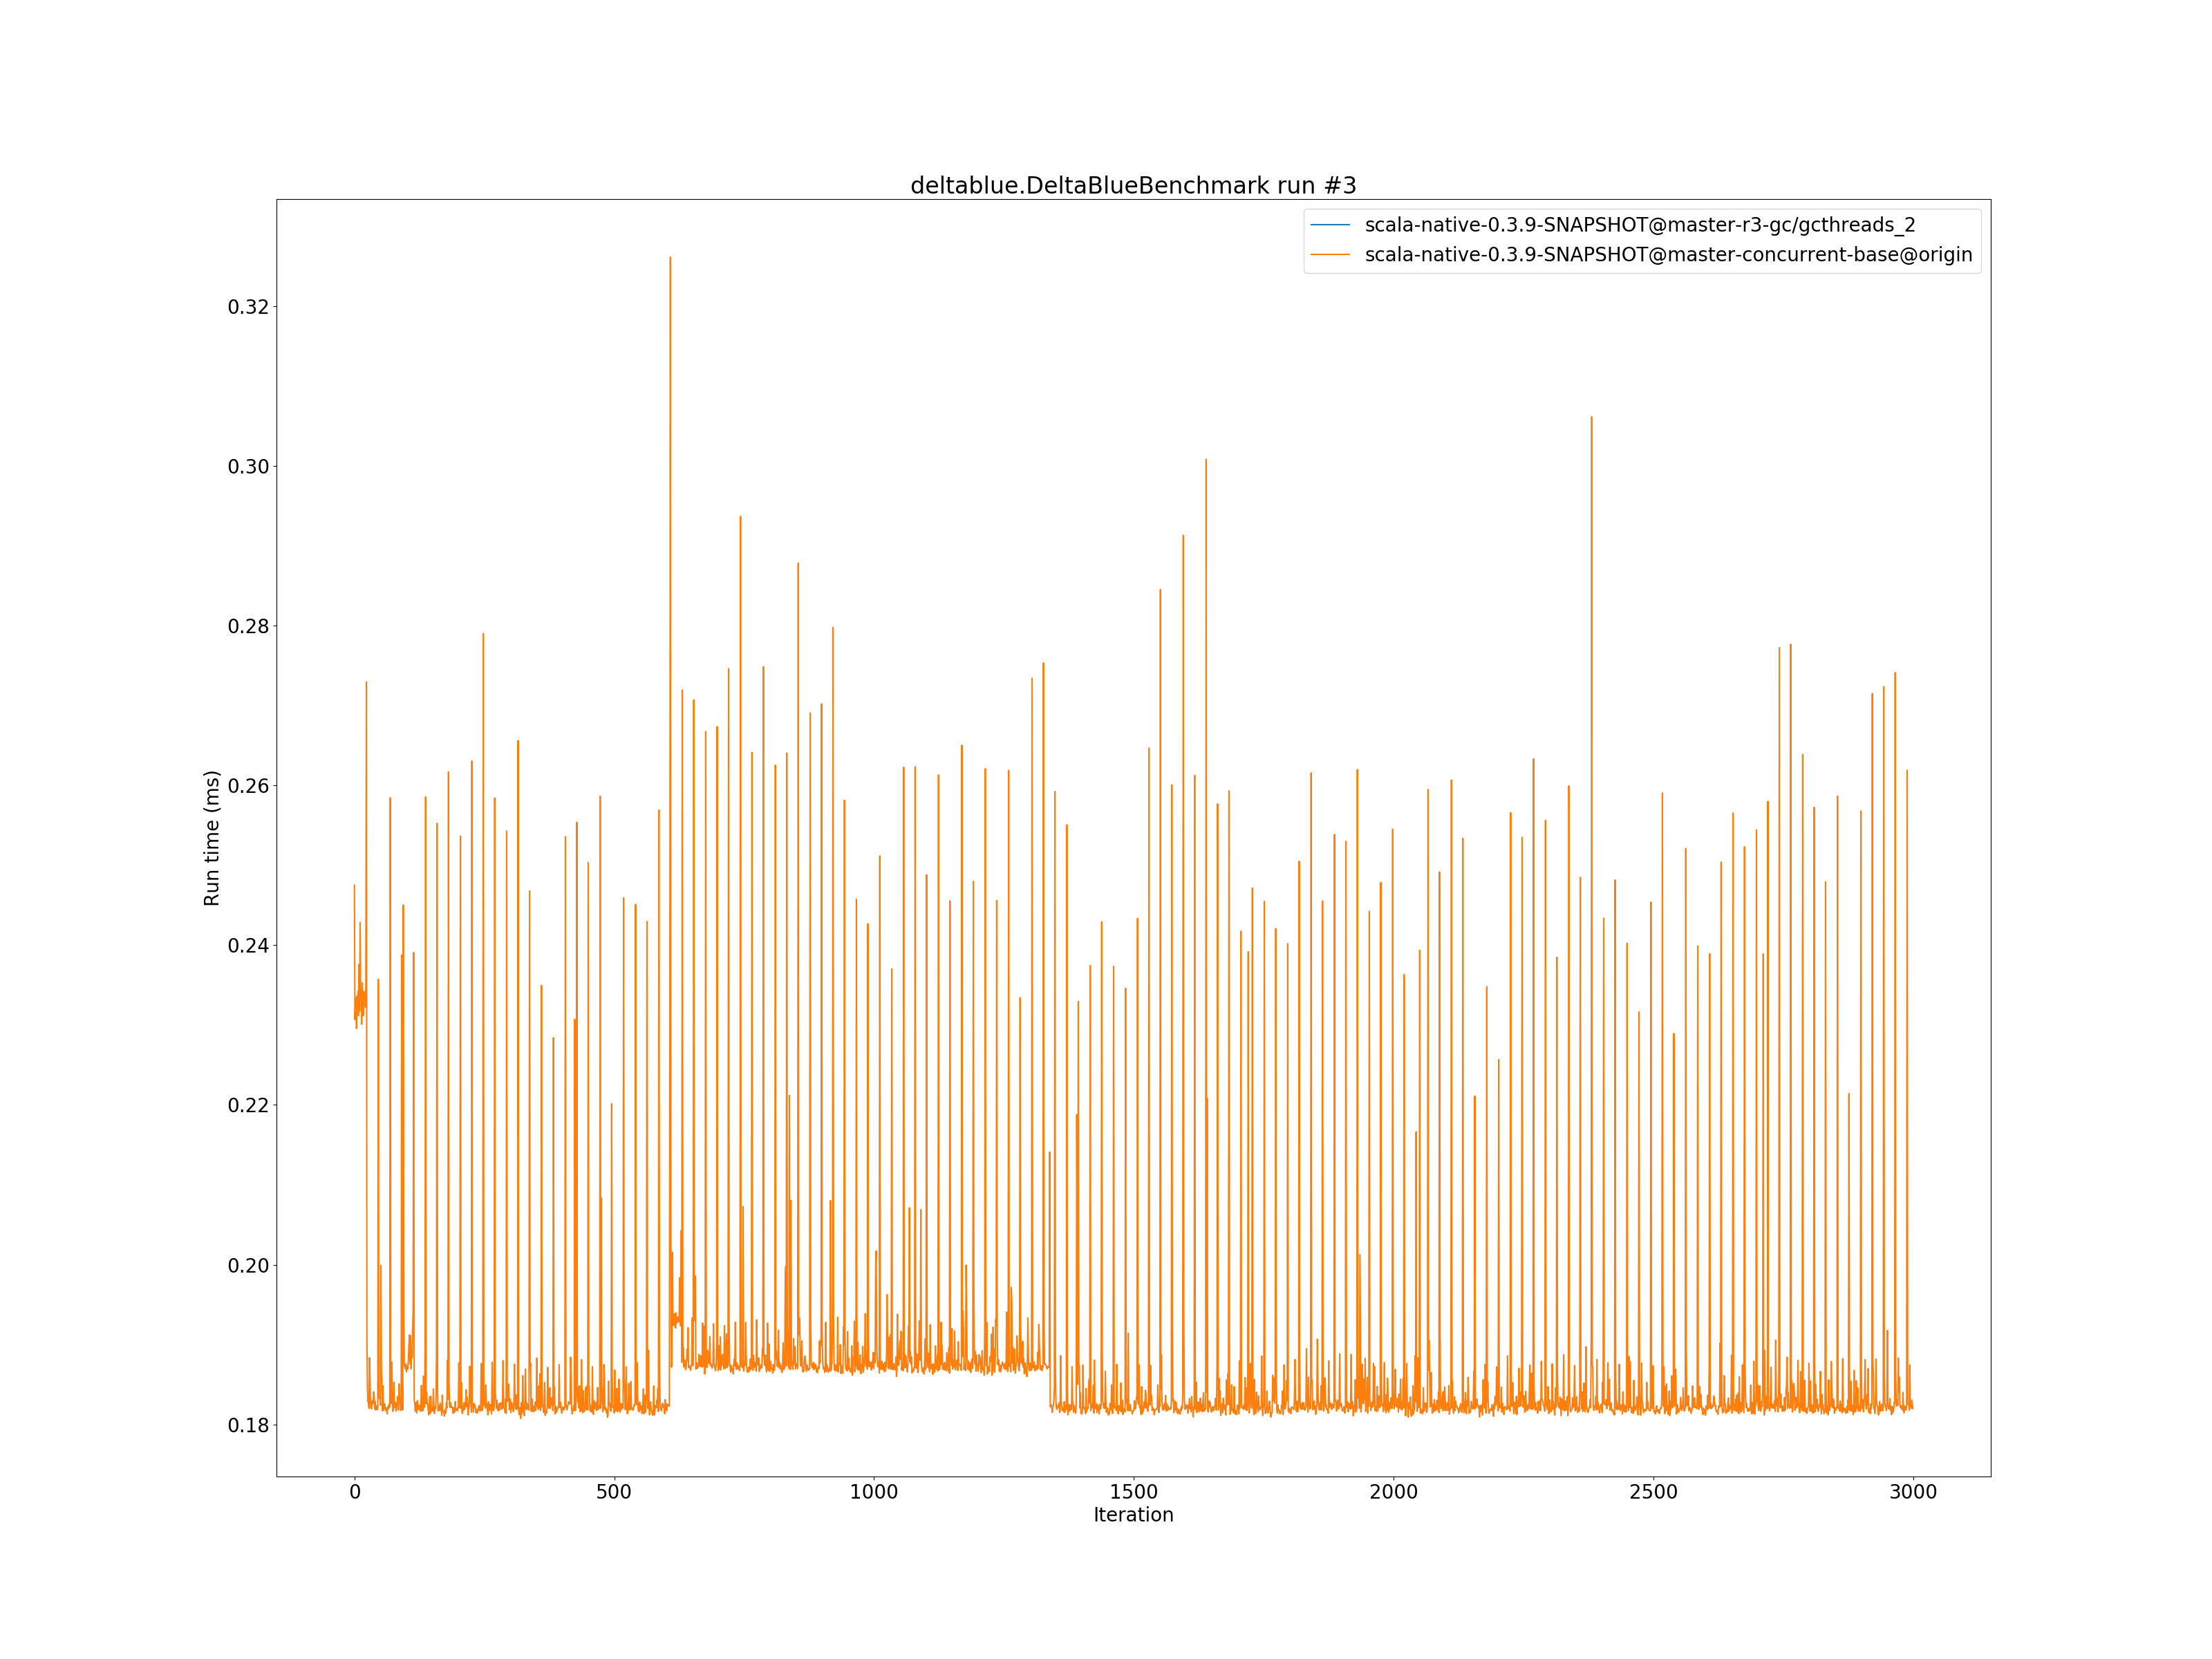 deltablue.DeltaBlueBenchmark run #3
scala-native-0.3.9-SNAPSHOT@master-r3-gc/gcthreads_2
scala-native-0.3.9-SNAPSHOT@master-concurrent-base@origin
Run time (ms)
0.32
0.30
0.28
0.26
0.24
0.22
0.20
0.18
0 500 1000 1500 2000 2500 3000
Iteration